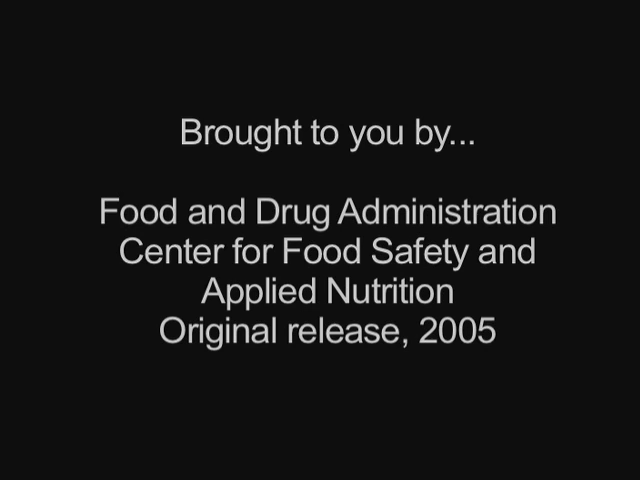 Brought to you by...
Food and Drug Administration
Center for Food Safety and
Applied Nutrition
Original release, 2005